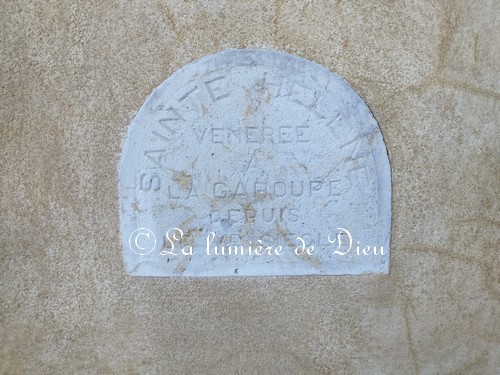 SAINTE HELENE
VENEREE
A
LA GAROUPE
DEPUIS
© La lumière de Dieu